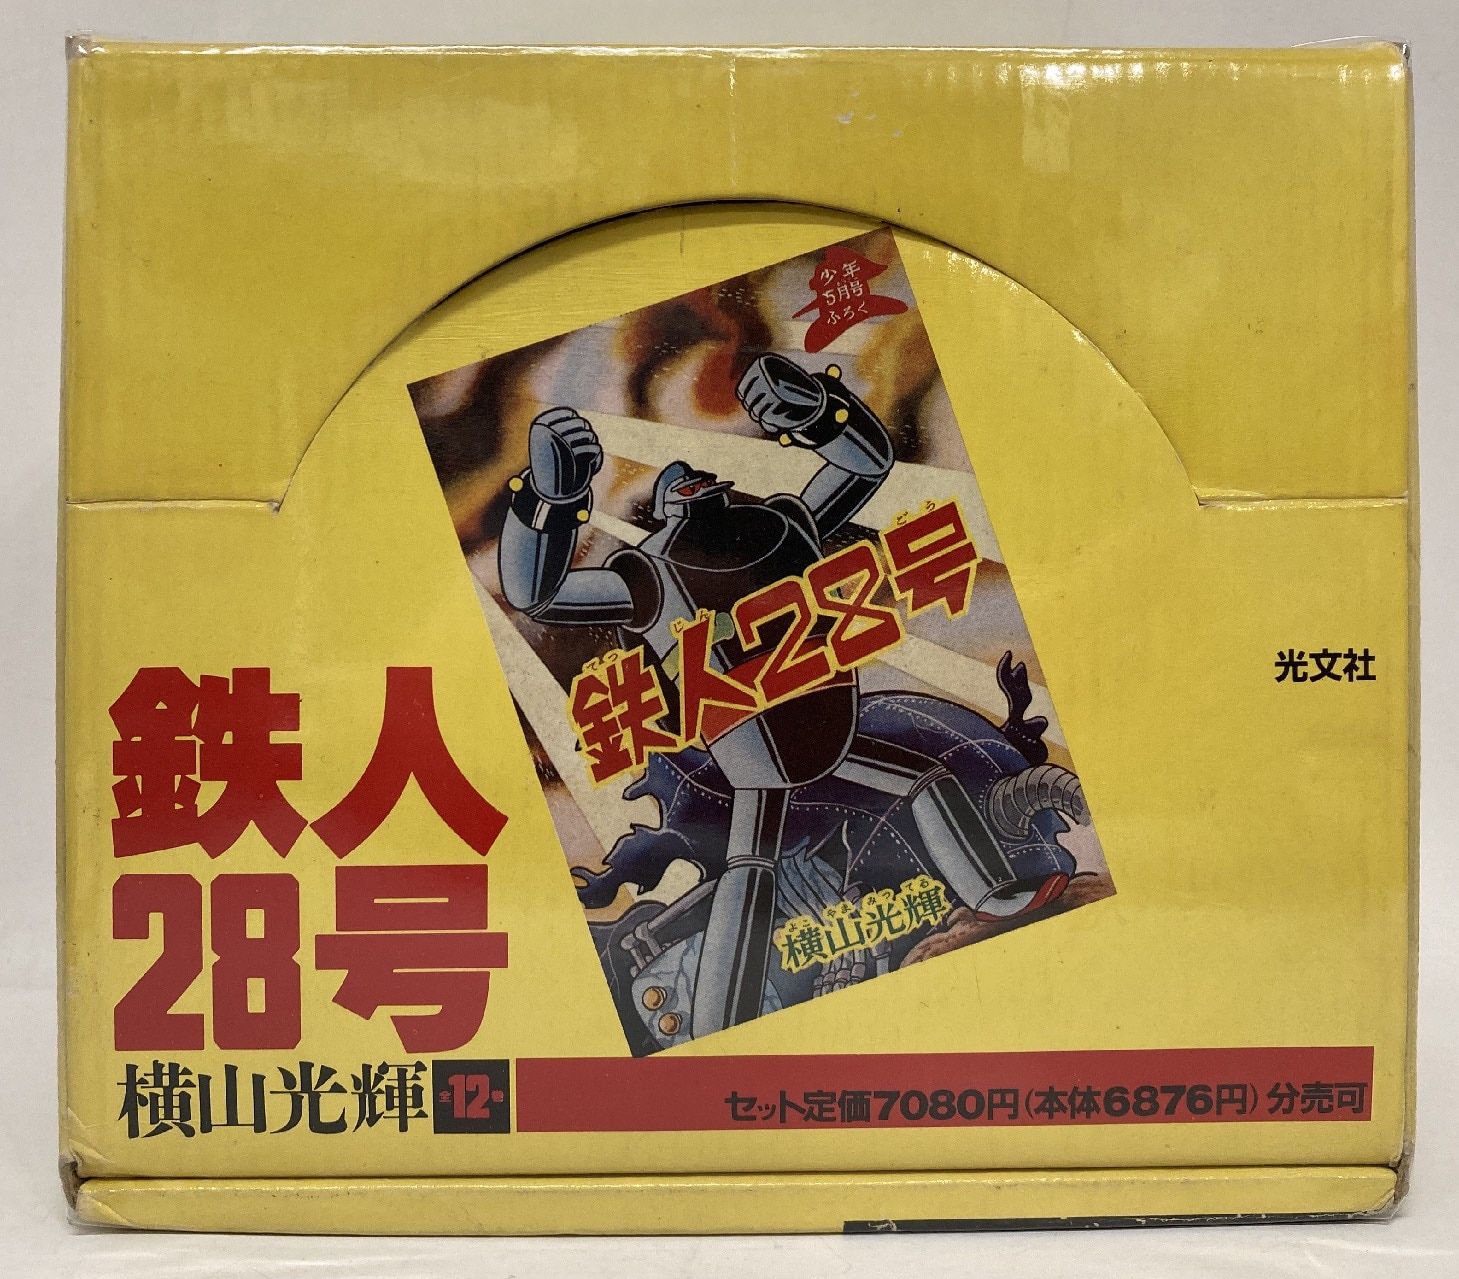 少年
5月号
ふろく
てつ じん どう
鉄人28号
よこ やま みつ てる
横山光輝
光文社
鉄人
28号
横山光輝 全12巻
セット定価7080円(本体6876円)分売可